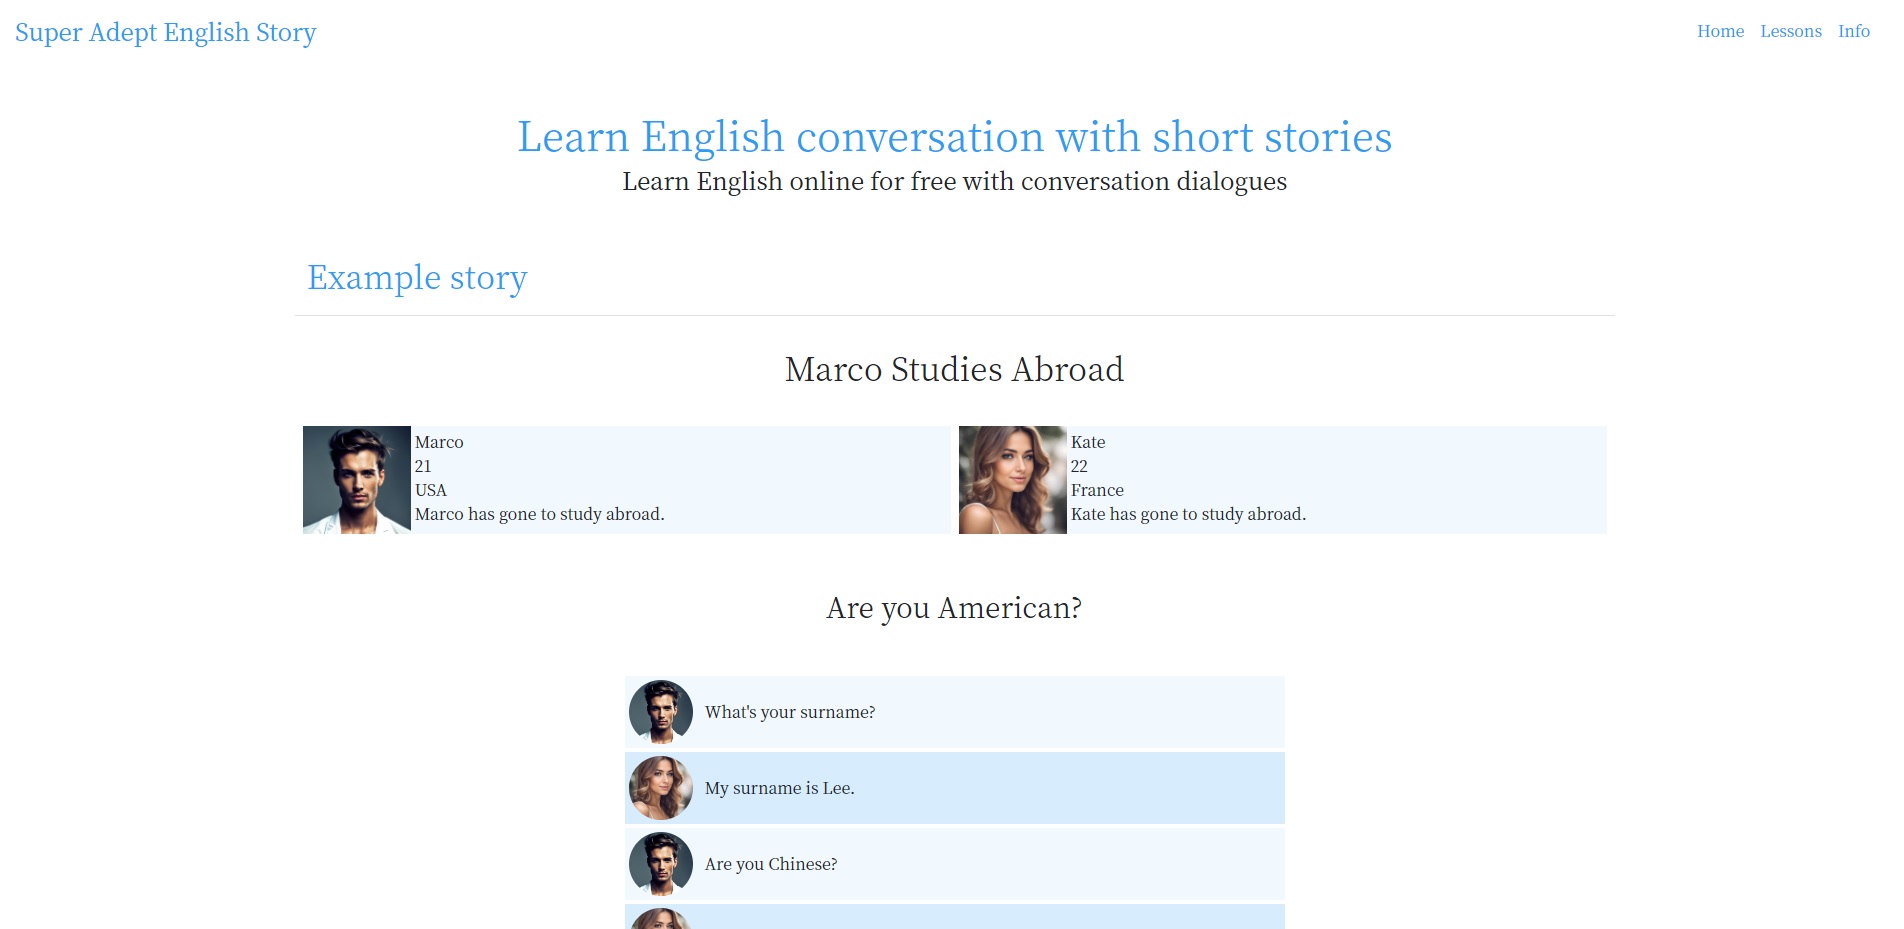 Super Adept English Story
Home Lessons Info
Learn English conversation with short stories
Learn English online for free with conversation dialogues
Example story
Marco Studies Abroad
Marco
21
USA
Marco has gone to study abroad.
Kate
22
France
Kate has gone to study abroad.
Are you American?
What's your surname?
My surname is Lee.
Are you Chinese?